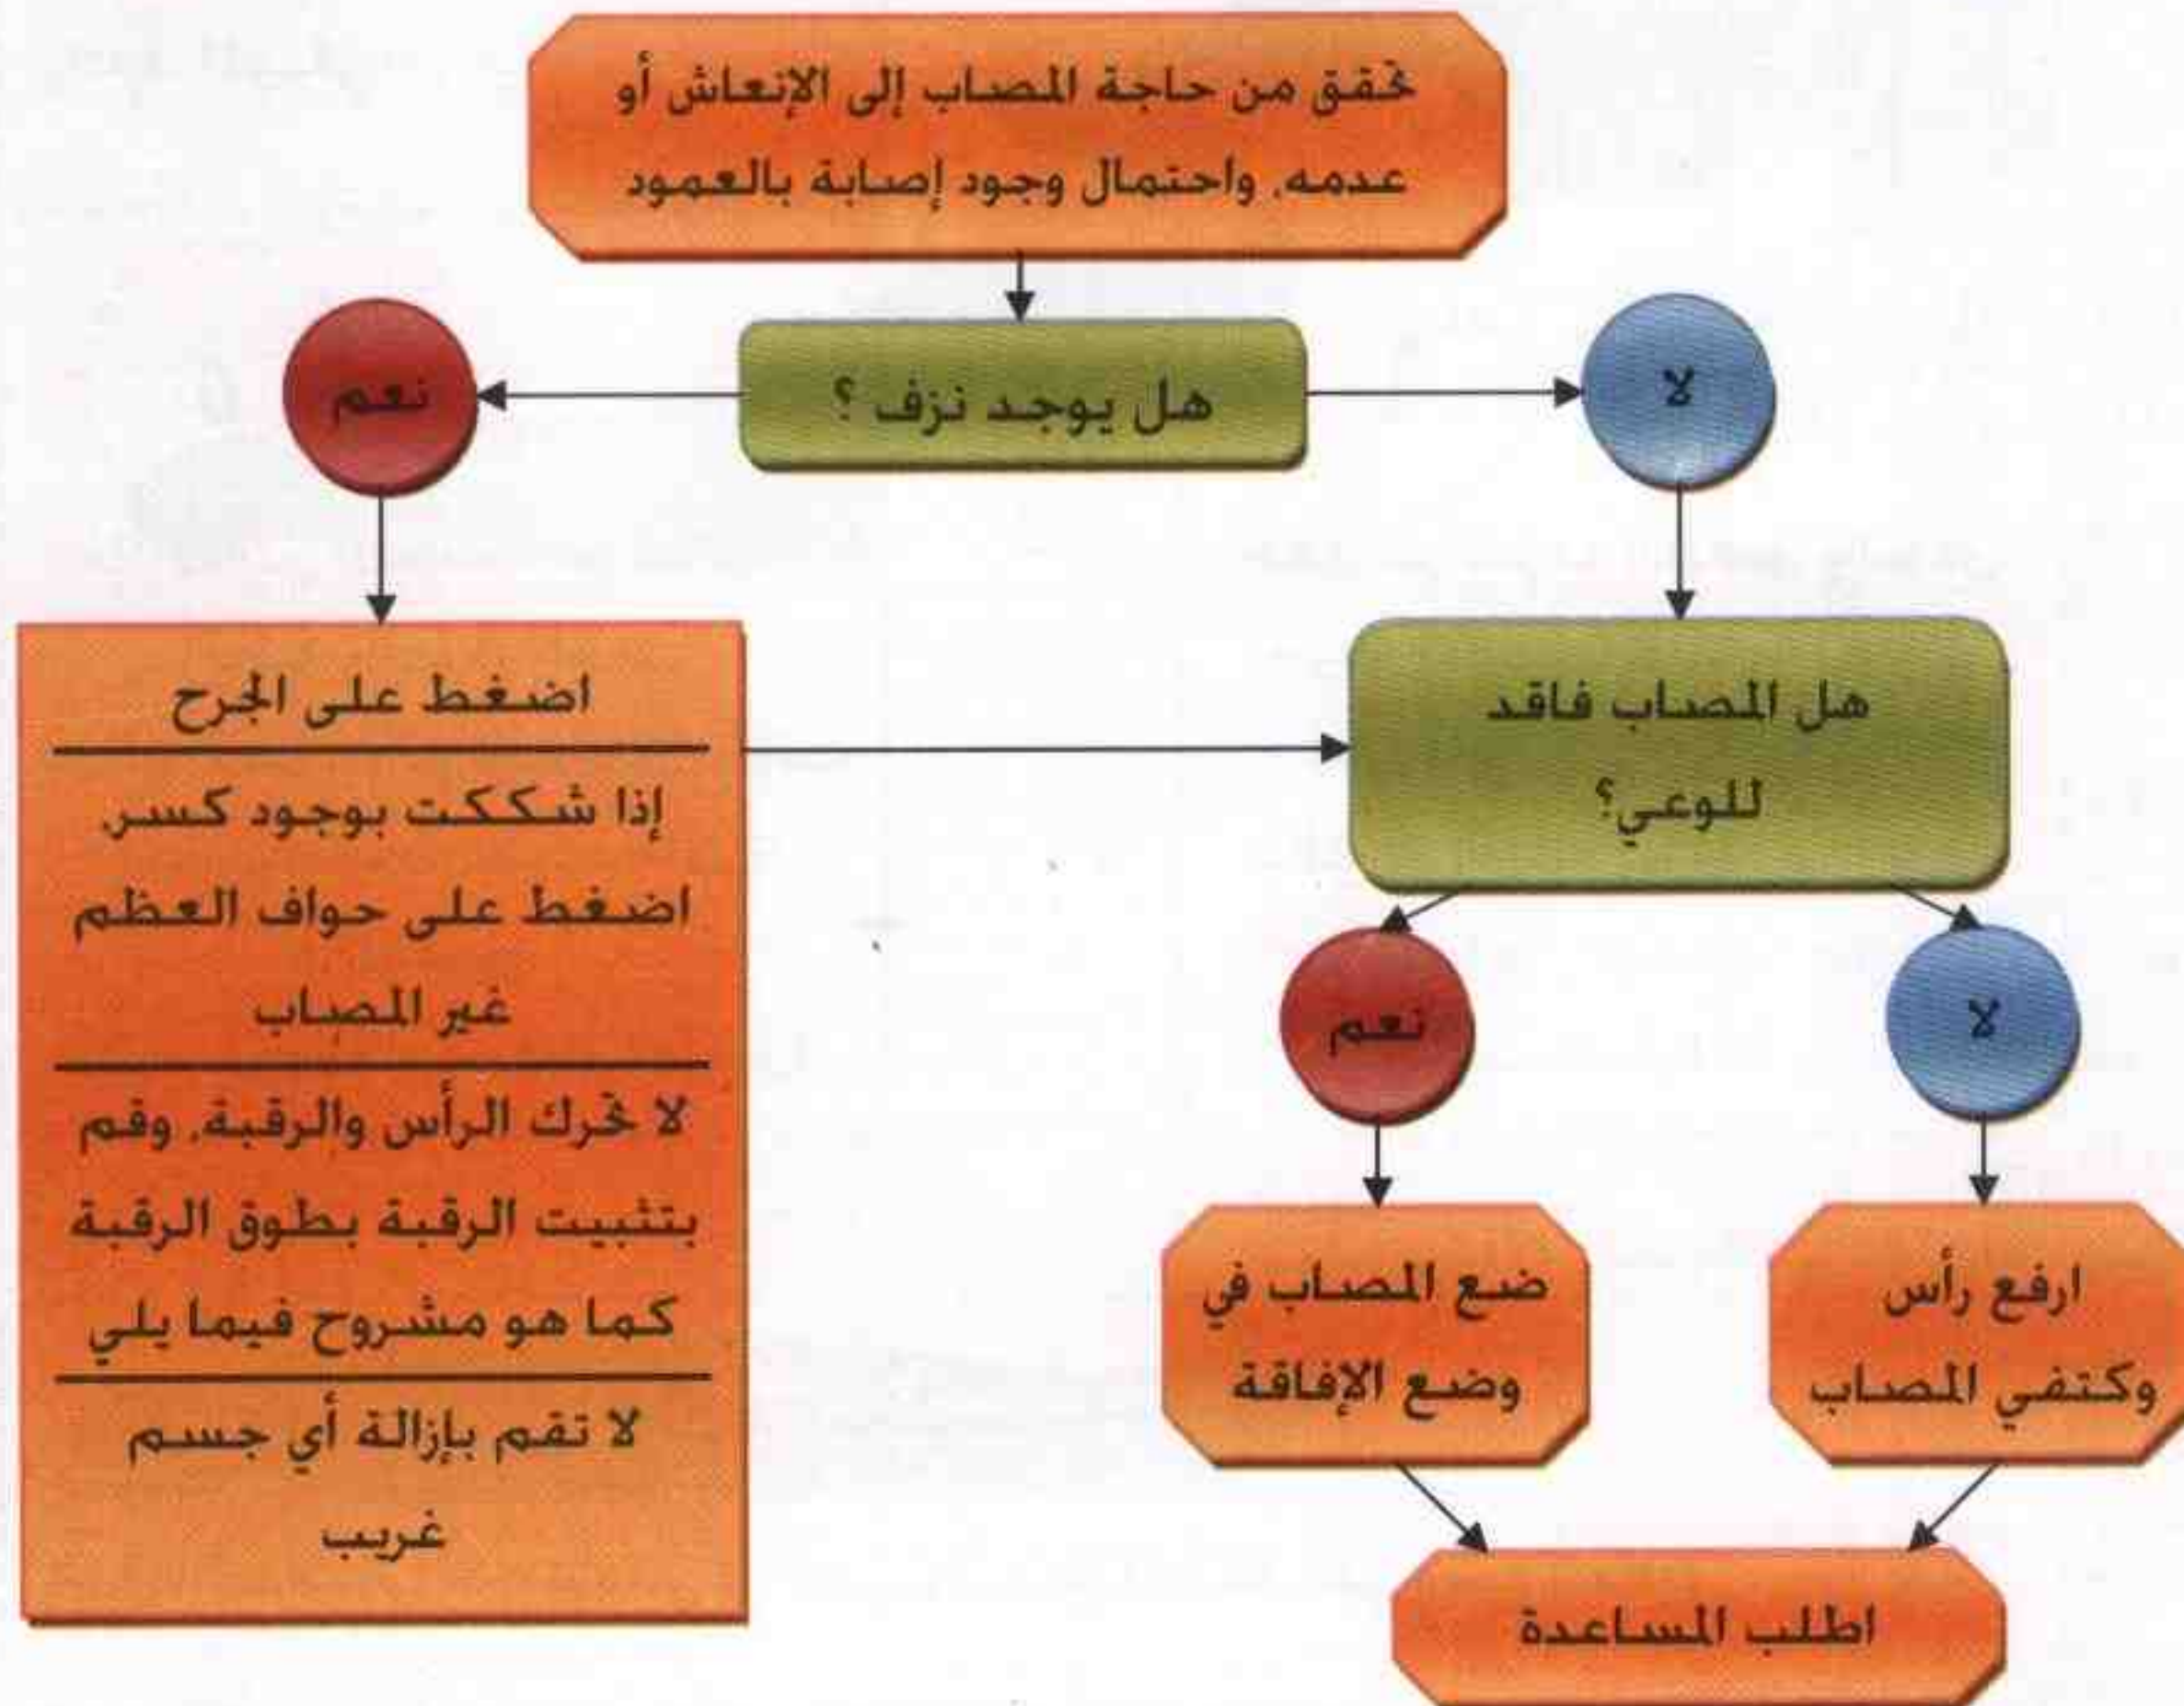 تحقق من حاجة المصاب إلى الإنعاش أو
عدمه، واحتمال وجود إصابة بالعمود
هل يوجد نزف ؟
لا
نعم
اضغط على الجرح
إذا شككت بوجود كسر،
اضغط على حواف العظم
غير المصاب
لا تحرك الرأس والرقبة، وقم
بتثبيت الرقبة بطوق الرقبة
كما هو مشروح فيما يلي
لا تقم بإزالة أي جسم
غريب
هل المصاب فاقد
للوعي؟
لا
نعم
ارفع رأس
وكتفي المصاب
ضع المصاب في
وضع الإفاقة
اطلب المساعدة